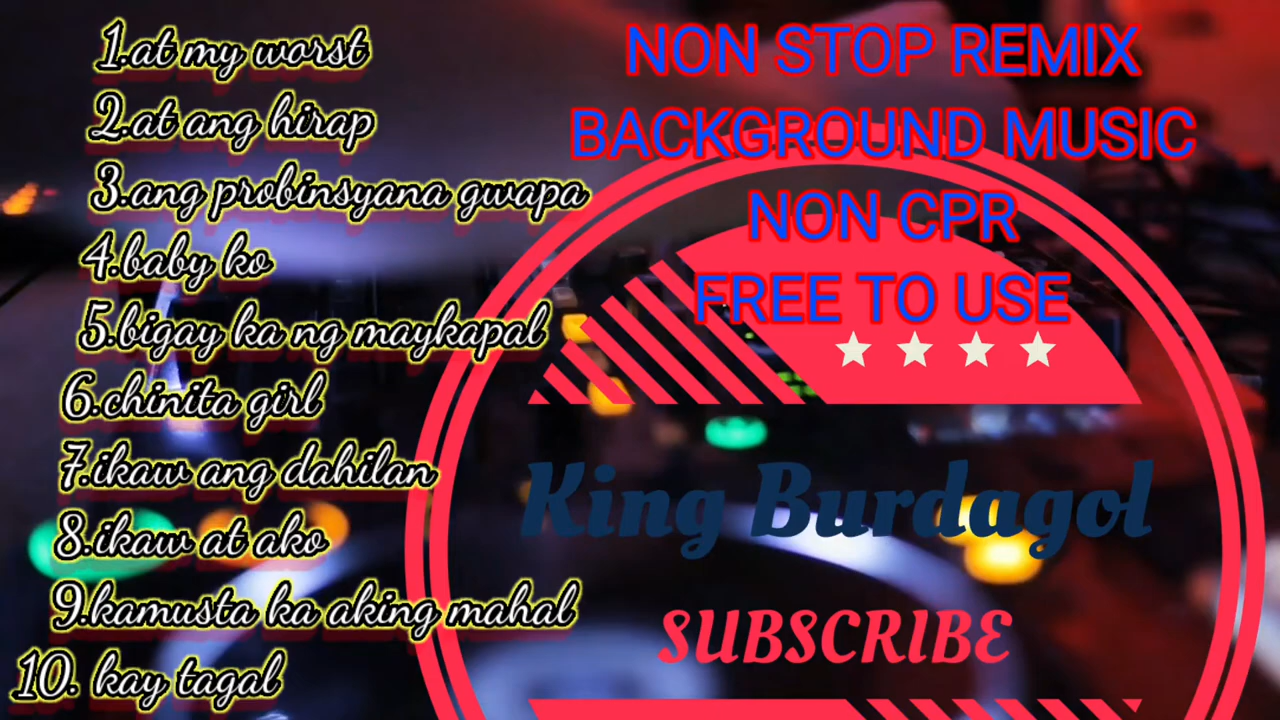 1.at my worst
2.at ang hirap
3.ang probinsyana gwapa
4.baby ko
5.bigay ka ng maykapal
6.chinita girl
7.ikaw ang dahilan
8.ikaw at ako
9.kamusta ka aking mahal
10. kay tagal
NON STOP REMIX
BACKGROUND MUSIC
NON CPR
FREE TO USE
King Burdagol
SUBSCRIBE